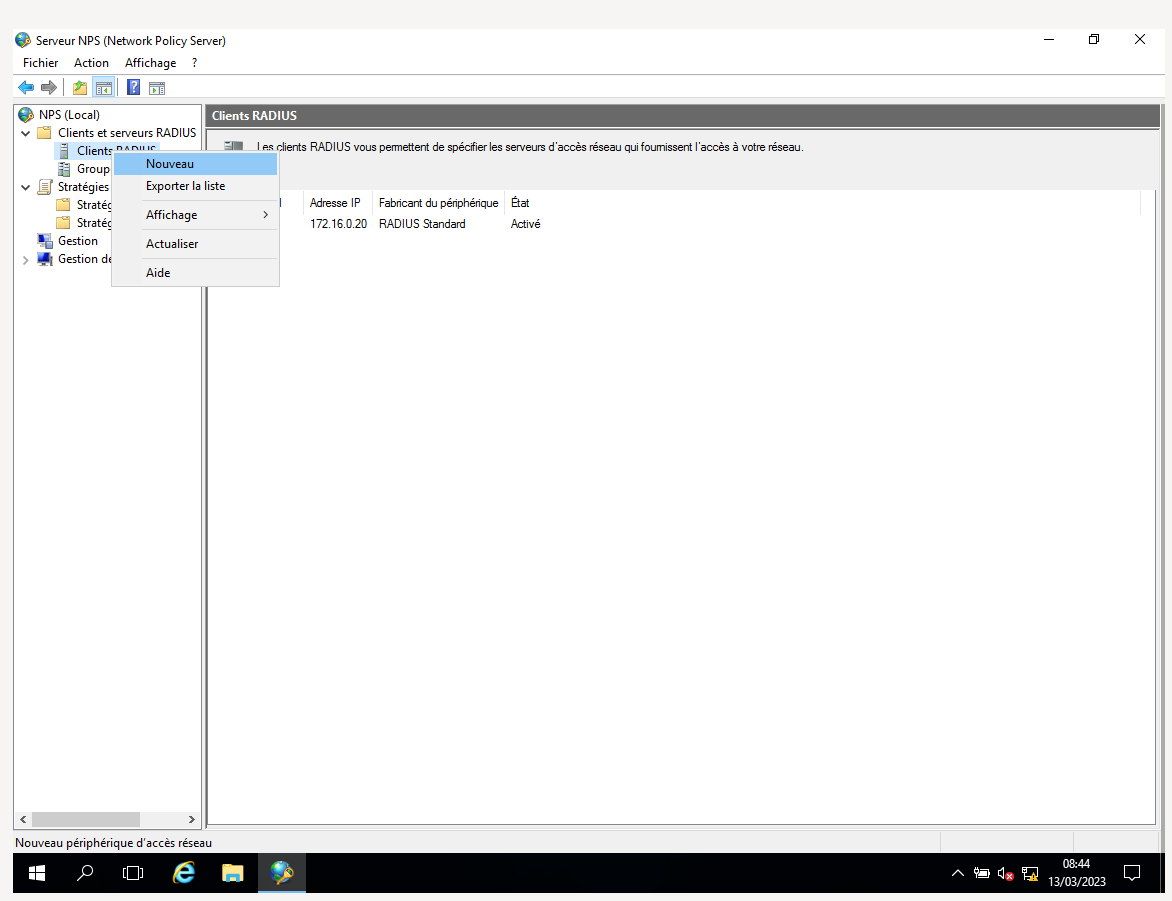 Serveur NPS (Network Policy Server)
Fichier Action Affichage ?
NPS (Local)
Clients et serveurs RADIUS
Clients RADIUS
Group
Stratégies
Stratég
Stratég
Gestion
Gestion de
Nouveau
Exporter la liste
Affichage
Actualiser
Aide
Clients RADIUS
Les clients RADIUS vous permettent de spécifier les serveurs d'accès réseau qui fournissent l'accès à votre réseau.
Adresse IP Fabricant du périphérique État
172.16.0.20 RADIUS Standard Activé
Nouveau périphérique d'accès réseau
08:44
13/03/2023